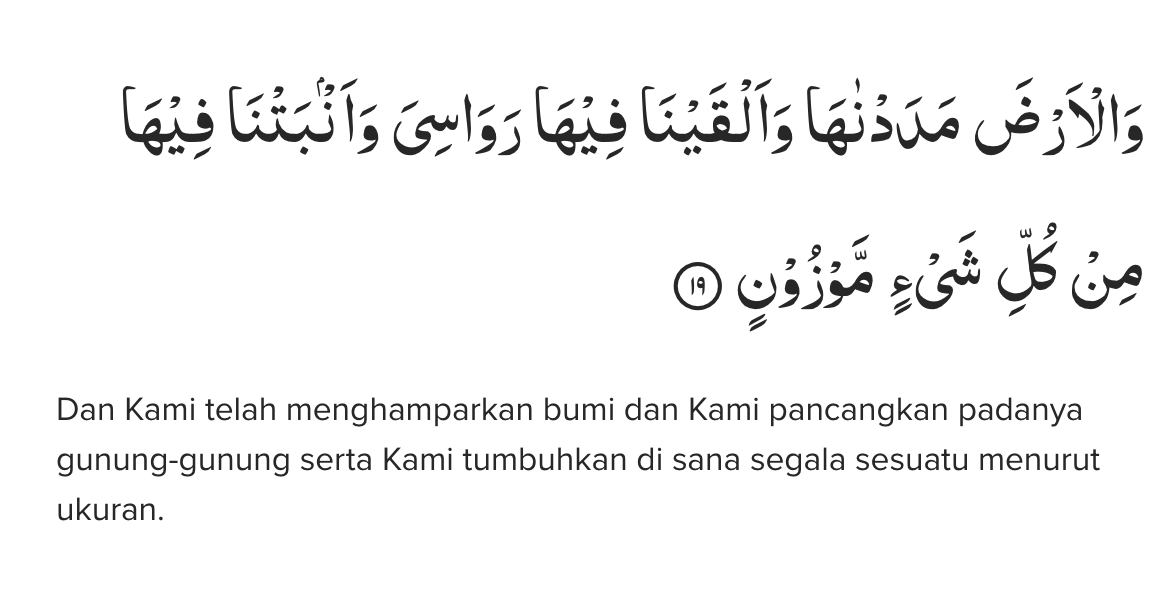 وَالْاَرْضَ مَدَدْنٰهَا وَاَلْقَيْنَا فِيْهَا رَوَاسِيَ وَاَنْۢبَتْنَا فِيْهَا
مِنْ كُلِّ شَيْءٍ مَّوْزُوْنٍ ١٩
Dan Kami telah menghamparkan bumi dan Kami pancangkan padanya
gunung-gunung serta Kami tumbuhkan di sana segala sesuatu menurut
ukuran.